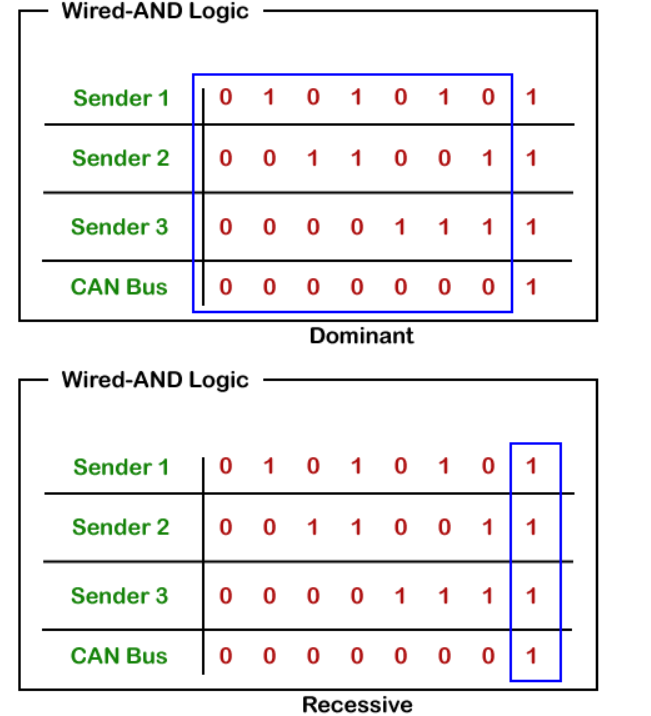 Wired-AND Logic
Sender 1 0 1 0 1 0 1 0 1
Sender 2 0 0 1 1 0 0 1 1
Sender 3 0 0 0 0 1 1 1 1
CAN Bus 0 0 0 0 0 0 0 1
Dominant
Wired-AND Logic
Sender 1 0 1 0 1 0 1 0 1
Sender 2 0 0 1 1 0 0 1 1
Sender 3 0 0 0 0 1 1 1 1
CAN Bus 0 0 0 0 0 0 0 1
Recessive